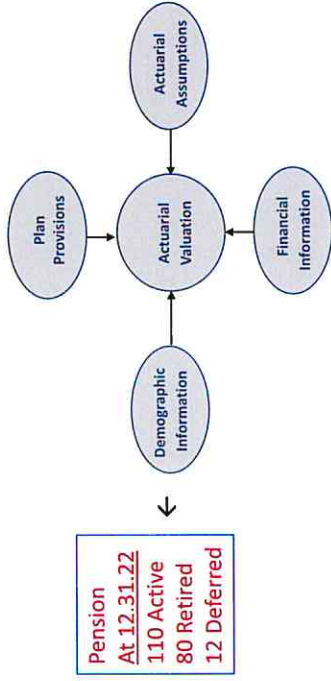 Pension
At 12.31.22
110 Active
80 Retired
12 Deferred
Demographic
Information
Plan
Provisions
Actuarial
Valuation
Financial
Information
Actuarial
Assumptions